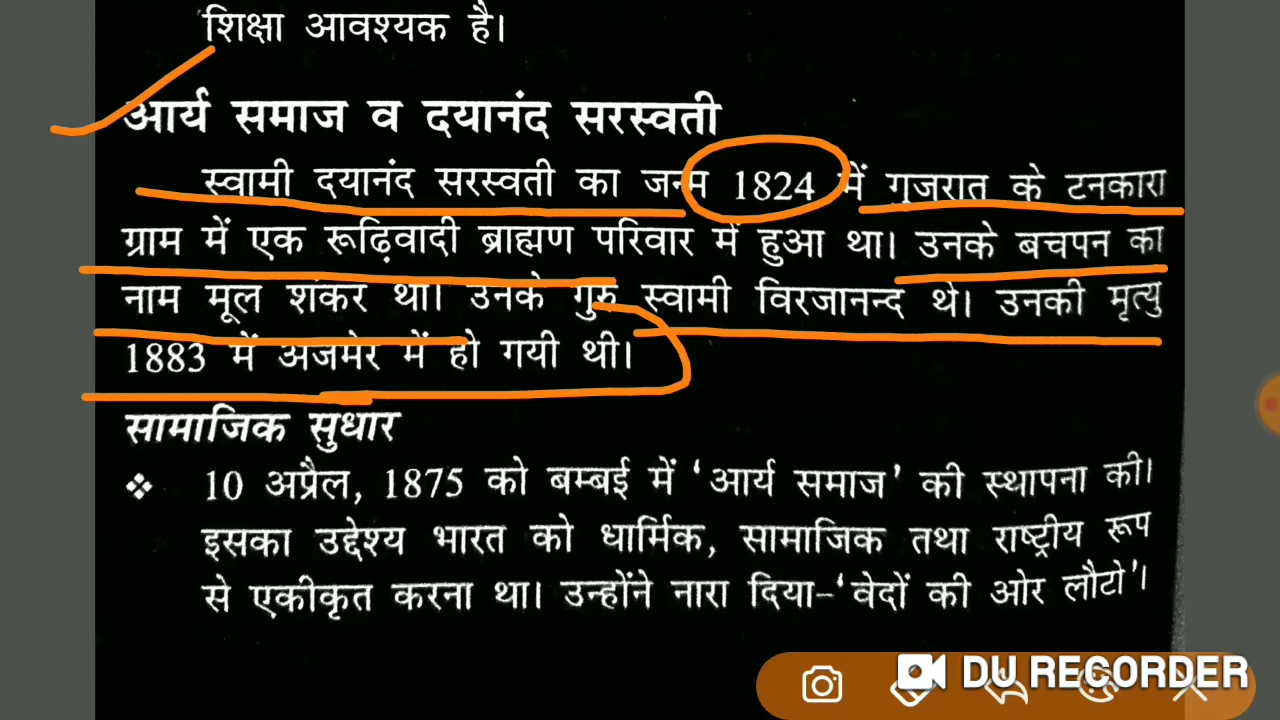 शिक्षा आवश्यक है।
आर्य समाज व दयानंद सरस्वती
स्वामी दयानंद सरस्वती का जन्म 1824 में गुजरात के टनकारा
ग्राम में एक रूढ़िवादी ब्राह्मण परिवार में हुआ था। उनके बचपन का
नाम मूल शंकर था। उनके गुरु स्वामी विरजानन्द थे। उनकी मृत्यु
1883 में अजमेर में हो गयी थी।
सामाजिक सुधार
❖ 10 अप्रैल, 1875 को बम्बई में ‘आर्य समाज’ की स्थापना की।
इसका उद्देश्य भारत को धार्मिक, सामाजिक तथा राष्ट्रीय रूप
से एकीकृत करना था। उन्होंने नारा दिया–‘वेदों की ओर लौटो’।
DU RECORDER